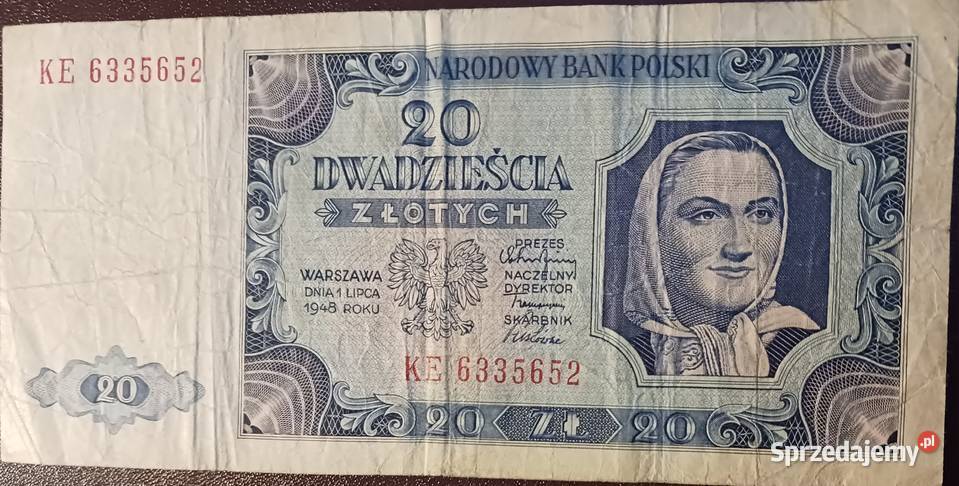 KE 6335652
NARODOWY BANK POLSKI
20
DWADZIEŚCIA
ZŁOTYCH
WARSZAWA
DNIA 1 LIPCA
1948 ROKU
PREZES
NACZELNY
DYREKTOR
SKARBNIK
KE 6335652
20
20 ZŁ 20
Sprzedajemy.pl